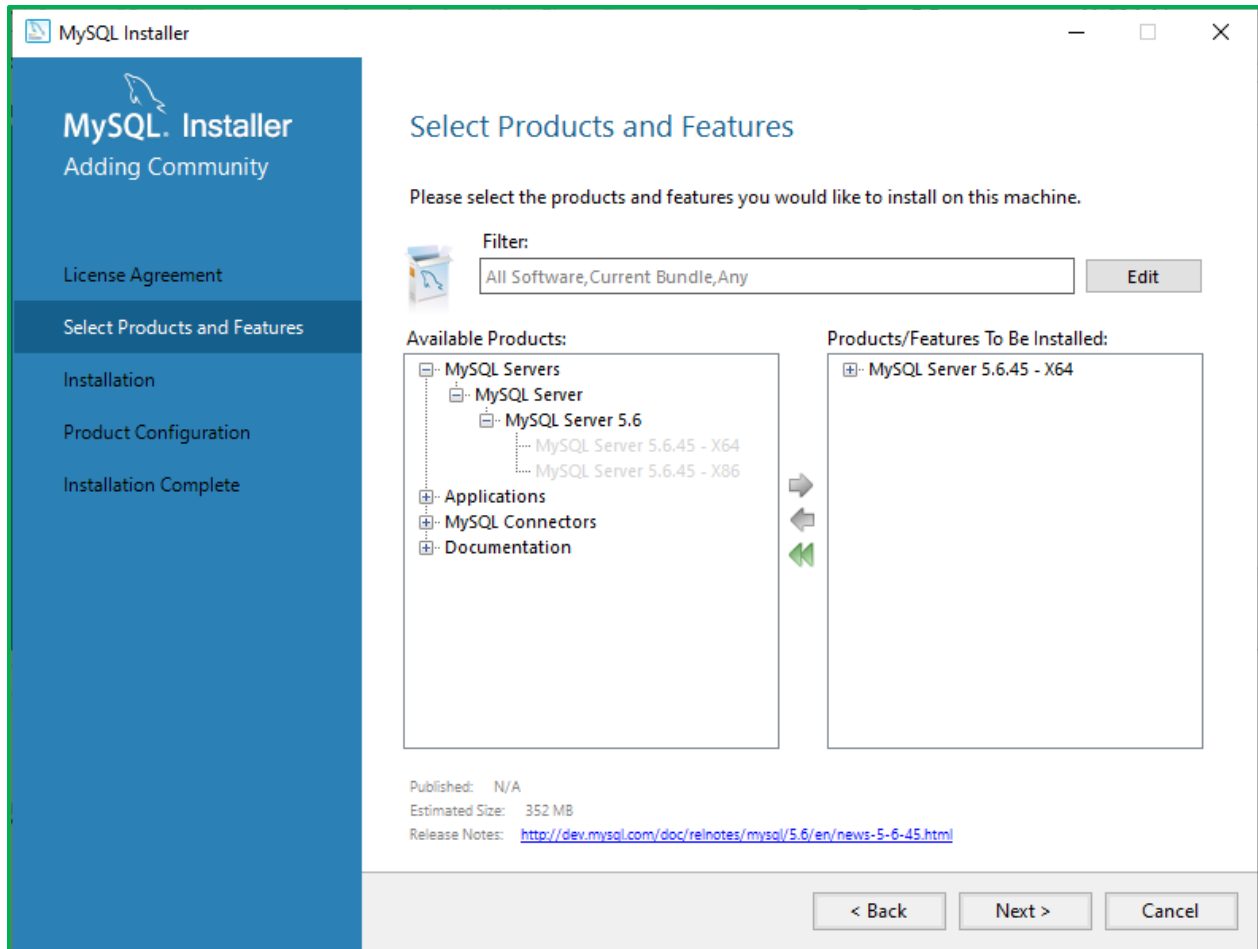 MySQL Installer
MySQL. Installer
Adding Community
License Agreement
Select Products and Features
Installation
Product Configuration
Installation Complete
Select Products and Features
Please select the products and features you would like to install on this machine.
Filter:
All Software,Current Bundle,Any
Edit
Available Products:
MySQL Servers
MySQL Server
MySQL Server 5.6
MySQL Server 5.6.45 - X64
MySQL Server 5.6.45 - X86
Applications
MySQL Connectors
Documentation
Products/Features To Be Installed:
MySQL Server 5.6.45 - X64
Published: N/A
Estimated Size: 352 MB
Release Notes: http://dev.mysql.com/doc/relnotes/mysql/5.6/en/news-5-6-45.html
< Back
Next >
Cancel